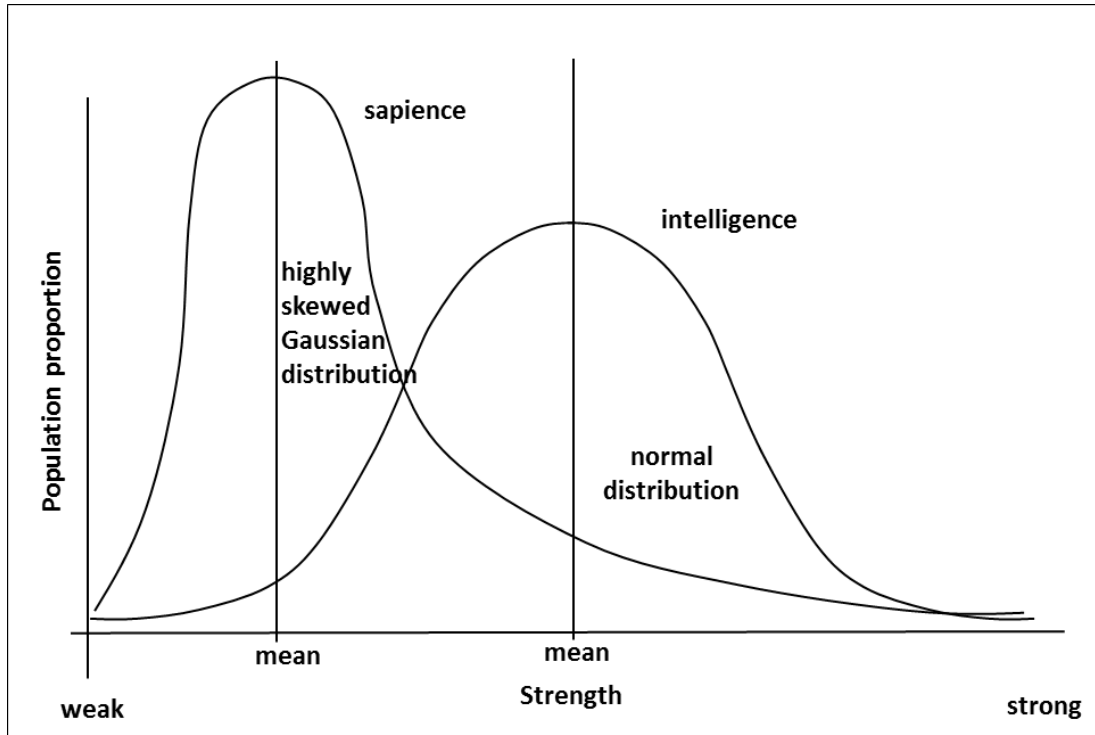 sapience
intelligence
highly
skewed
Gaussian
distribution
normal
distribution
Population proportion
mean
mean
Strength
weak
strong